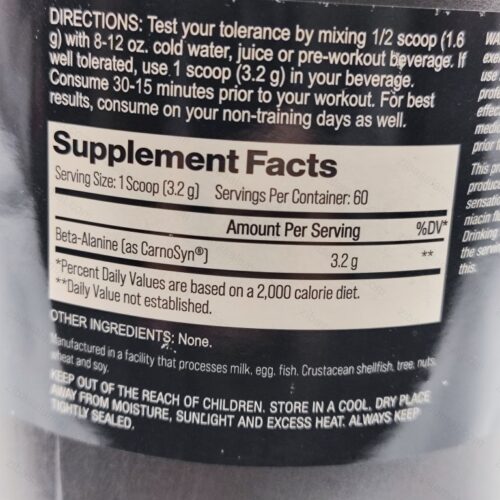 DIRECTIONS: Test your tolerance by mixing 1/2 scoop (1.6
g) with 8-12 oz. cold water, juice or pre-workout beverage. If
well tolerated, use 1 scoop (3.2 g) in your beverage.
Consume 30-15 minutes prior to your workout. For best
results, consume on your non-training days as well.
Supplement Facts
Serving Size: 1 Scoop (3.2 g) Servings Per Container: 60
Amount Per Serving %DV*
Beta-Alanine (as CarnoSyn®) 3.2 g **
*Percent Daily Values are based on a 2,000 calorie diet.
**Daily Value not established.
OTHER INGREDIENTS: None.
Manufactured in a facility that processes milk, egg, fish, Crustacean shellfish, tree nuts,
wheat and soy.
KEEP OUT OF THE REACH OF CHILDREN. STORE IN A COOL, DRY PLACE
AWAY FROM MOISTURE, SUNLIGHT AND EXCESS HEAT. ALWAYS KEEP
TIGHTLY SEALED.
use
prior
This
niacin
Drinking
this.